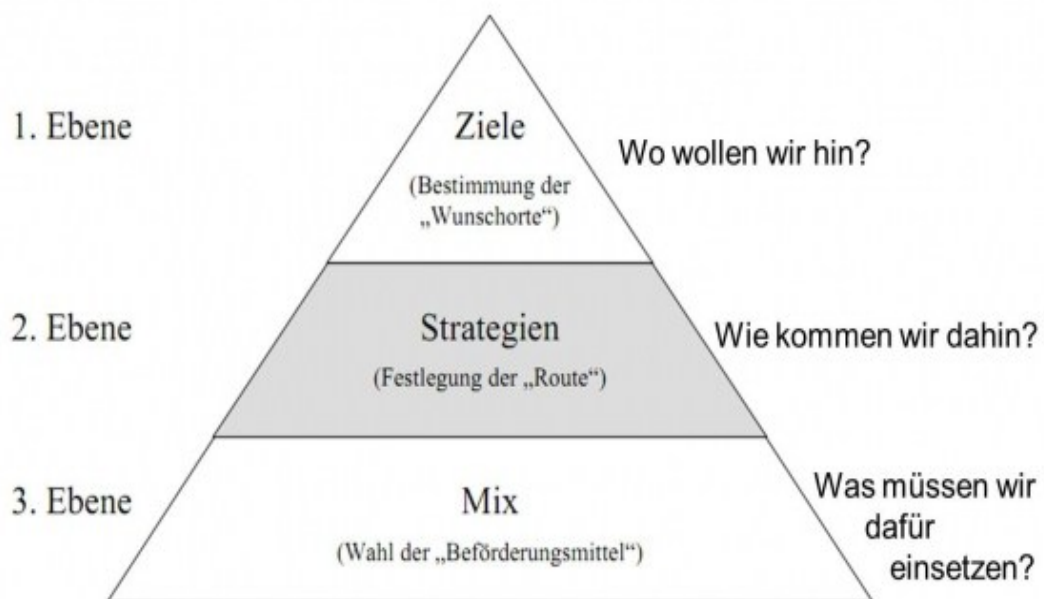 1. Ebene
Ziele
(Bestimmung der
„Wunschorte“)
Wo wollen wir hin?
2. Ebene
Strategien
(Festlegung der „Route“)
Wie kommen wir dahin?
3. Ebene
Mix
(Wahl der „Beförderungsmittel“)
Was müssen wir
dafür
einsetzen?